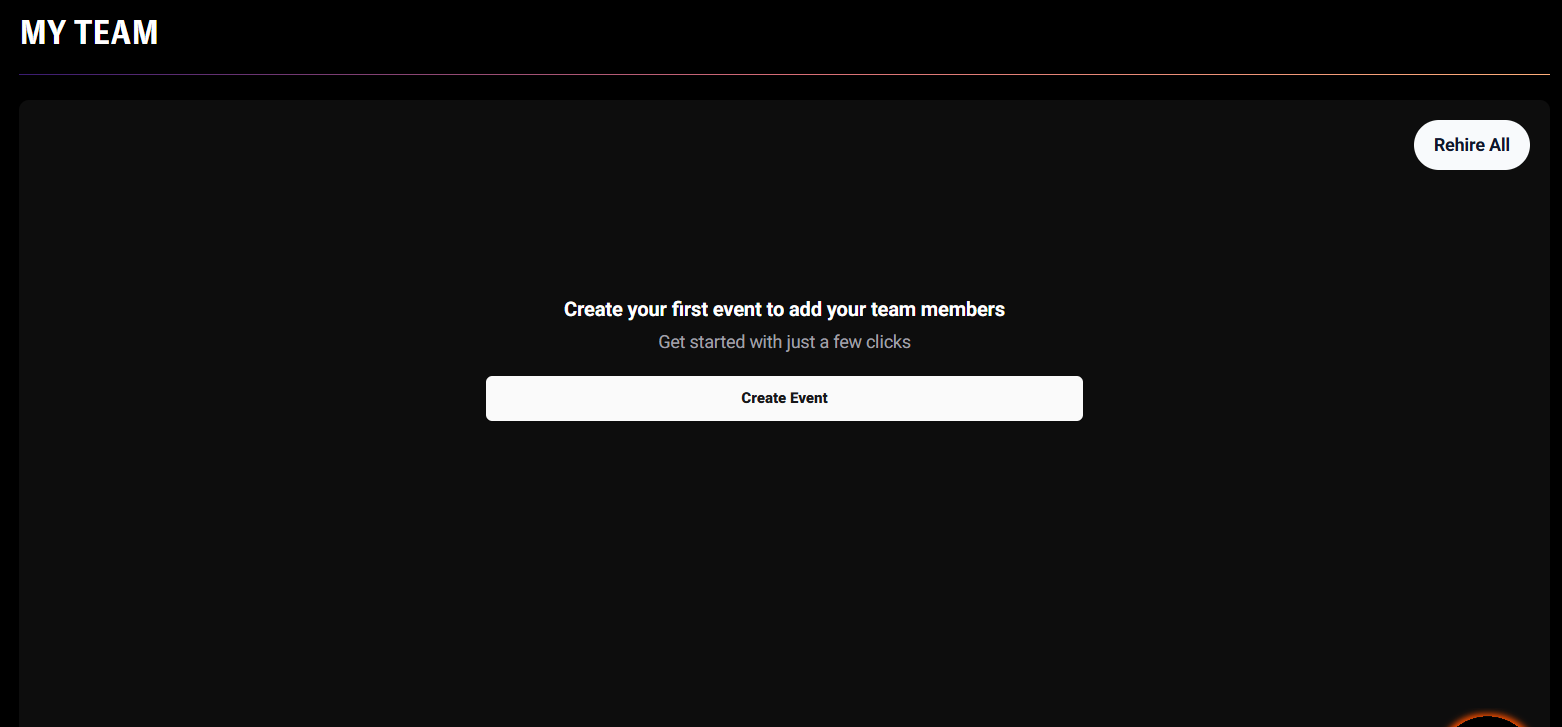 MY TEAM
Rehire All
Create your first event to add your team members
Get started with just a few clicks
Create Event